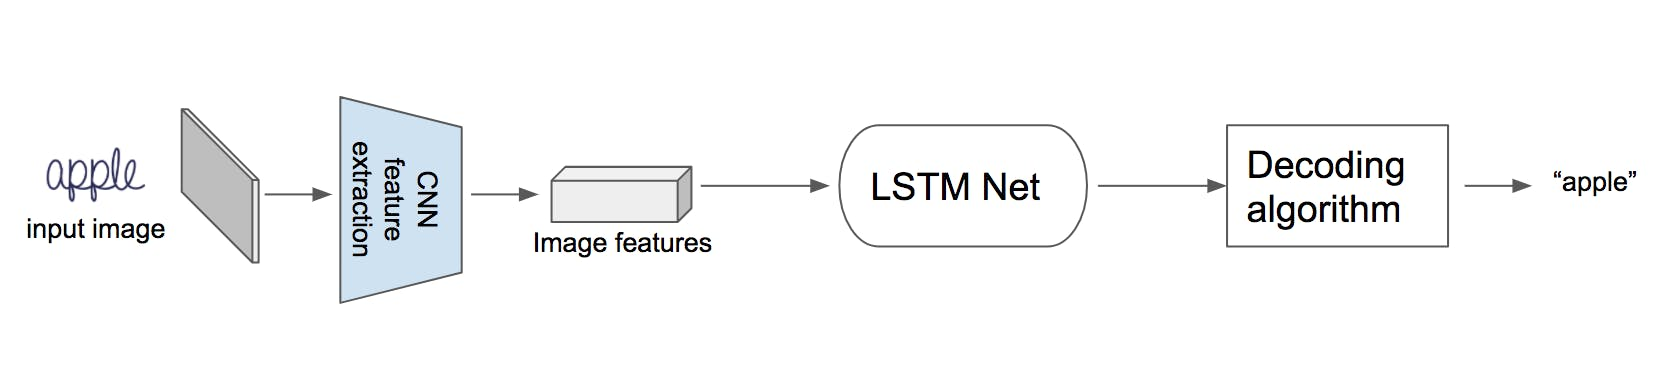 apple
input image
CNN
feature
extraction
Image features
LSTM Net
Decoding
algorithm
“apple”